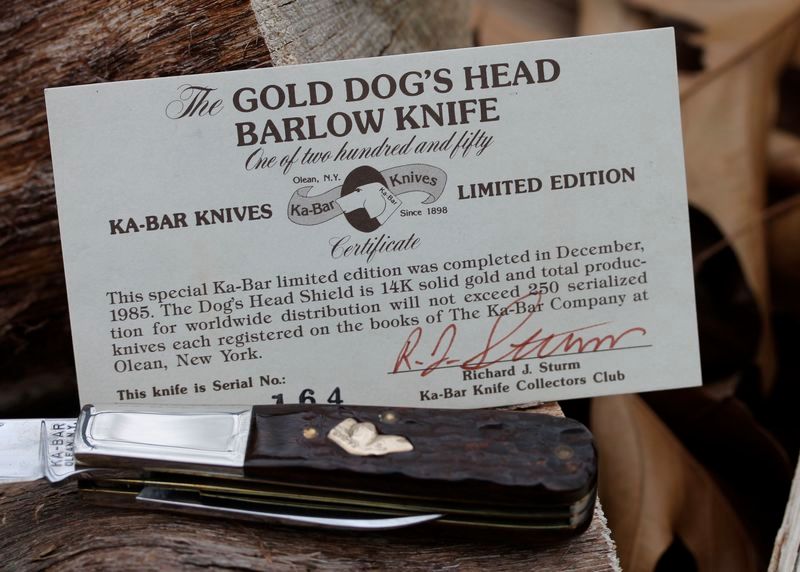 The GOLD DOG'S HEAD
BARLOW KNIFE
One of two hundred and fifty
Olean, N.Y.
Ka-Bar Knives
Ka-Bar
Since 1898
KA-BAR KNIVES
LIMITED EDITION
Certificate
This special Ka-Bar limited edition was completed in December,
1985. The Dog's Head Shield is 14K solid gold and total produc-
tion for worldwide distribution will not exceed 250 serialized
knives each registered on the books of The Ka-Bar Company at
Olean, New York.
R. J. Sturm
Richard J. Sturm
Ka-Bar Knife Collectors Club
This knife is Serial No.:
164
KA-BAR
OLEAN